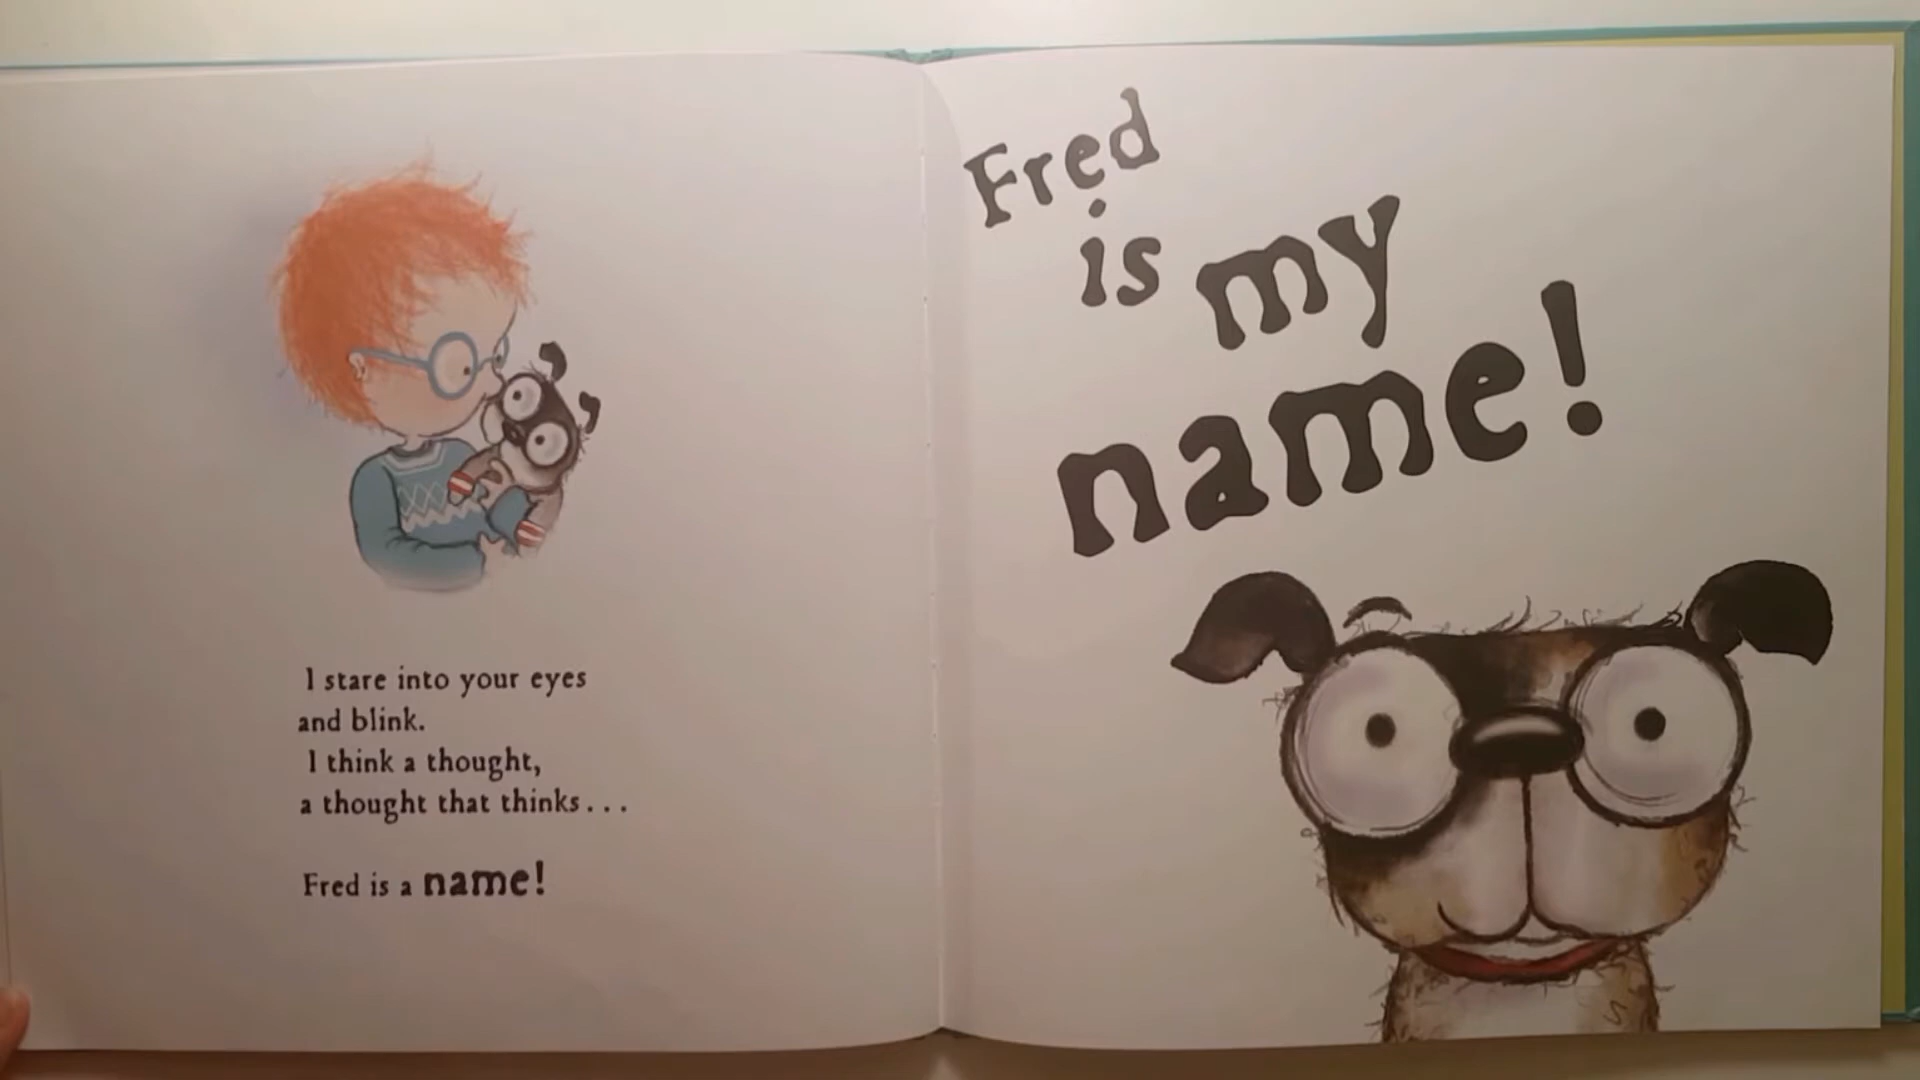 I stare into your eyes
and blink.
I think a thought,
a thought that thinks...
Fred is a name!
Fred
is my
name!